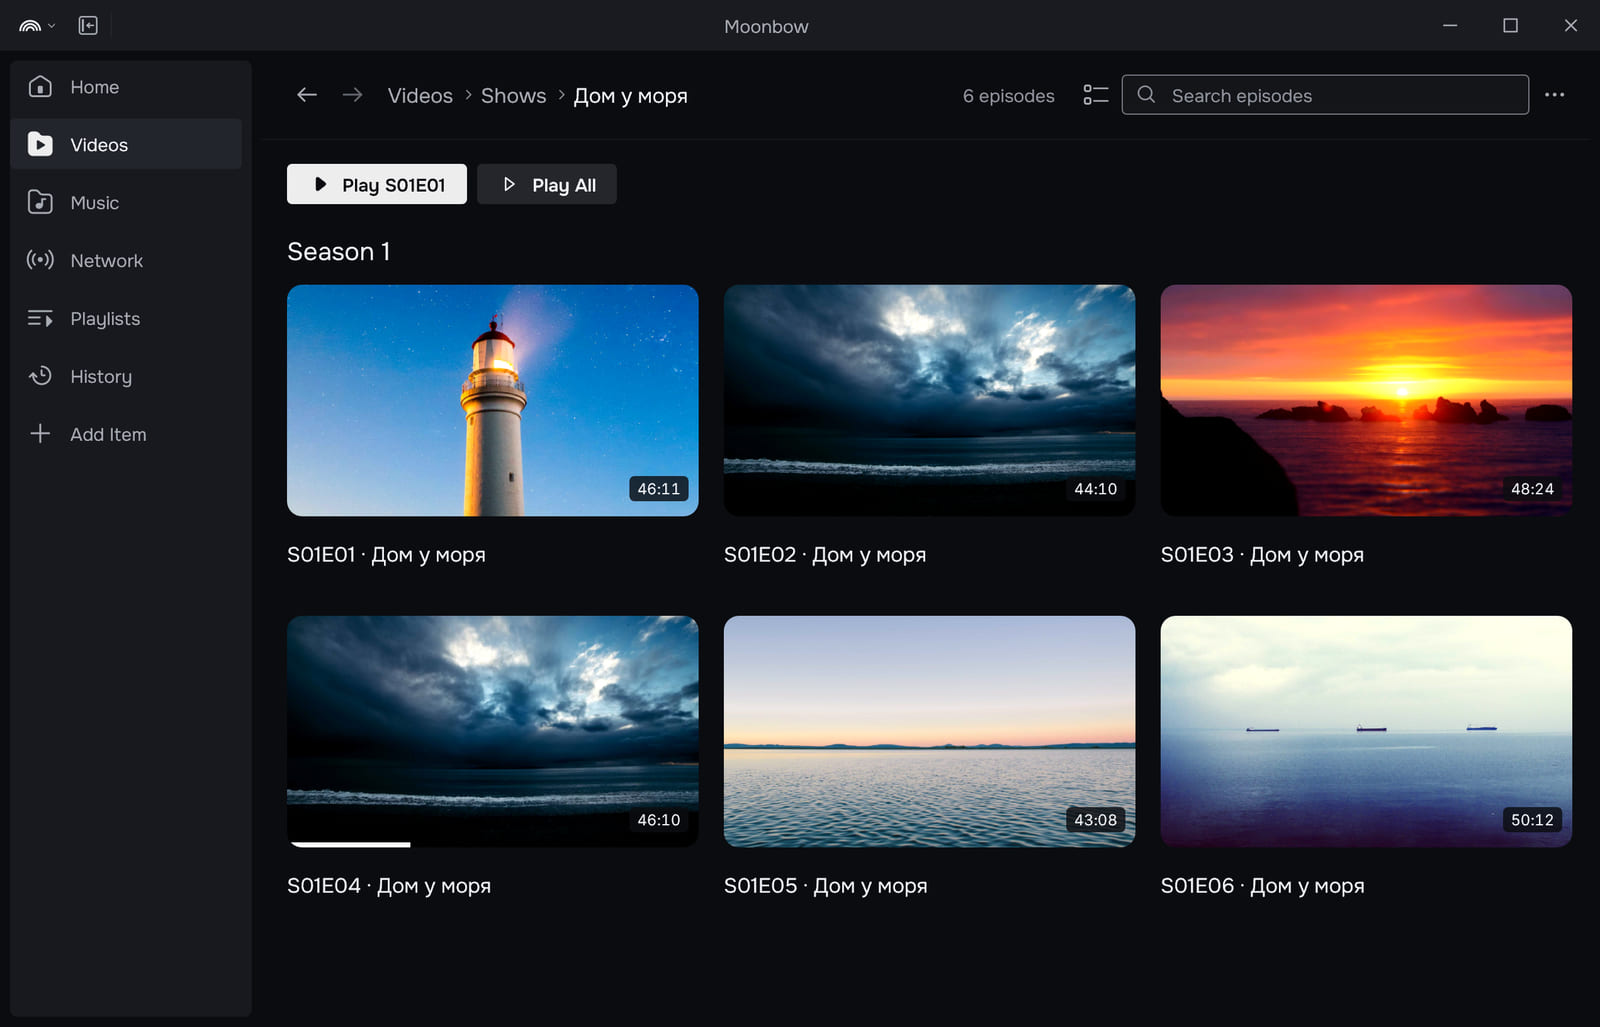 Moonbow
Home
Videos
Music
Network
Playlists
History
Add Item
Videos › Shows › Дом у моря
6 episodes
Search episodes
Play S01E01
Play All
Season 1
46:11
44:10
48:24
S01E01 · Дом у моря
S01E02 · Дом у моря
S01E03 · Дом у моря
46:10
43:08
50:12
S01E04 · Дом у моря
S01E05 · Дом у моря
S01E06 · Дом у моря